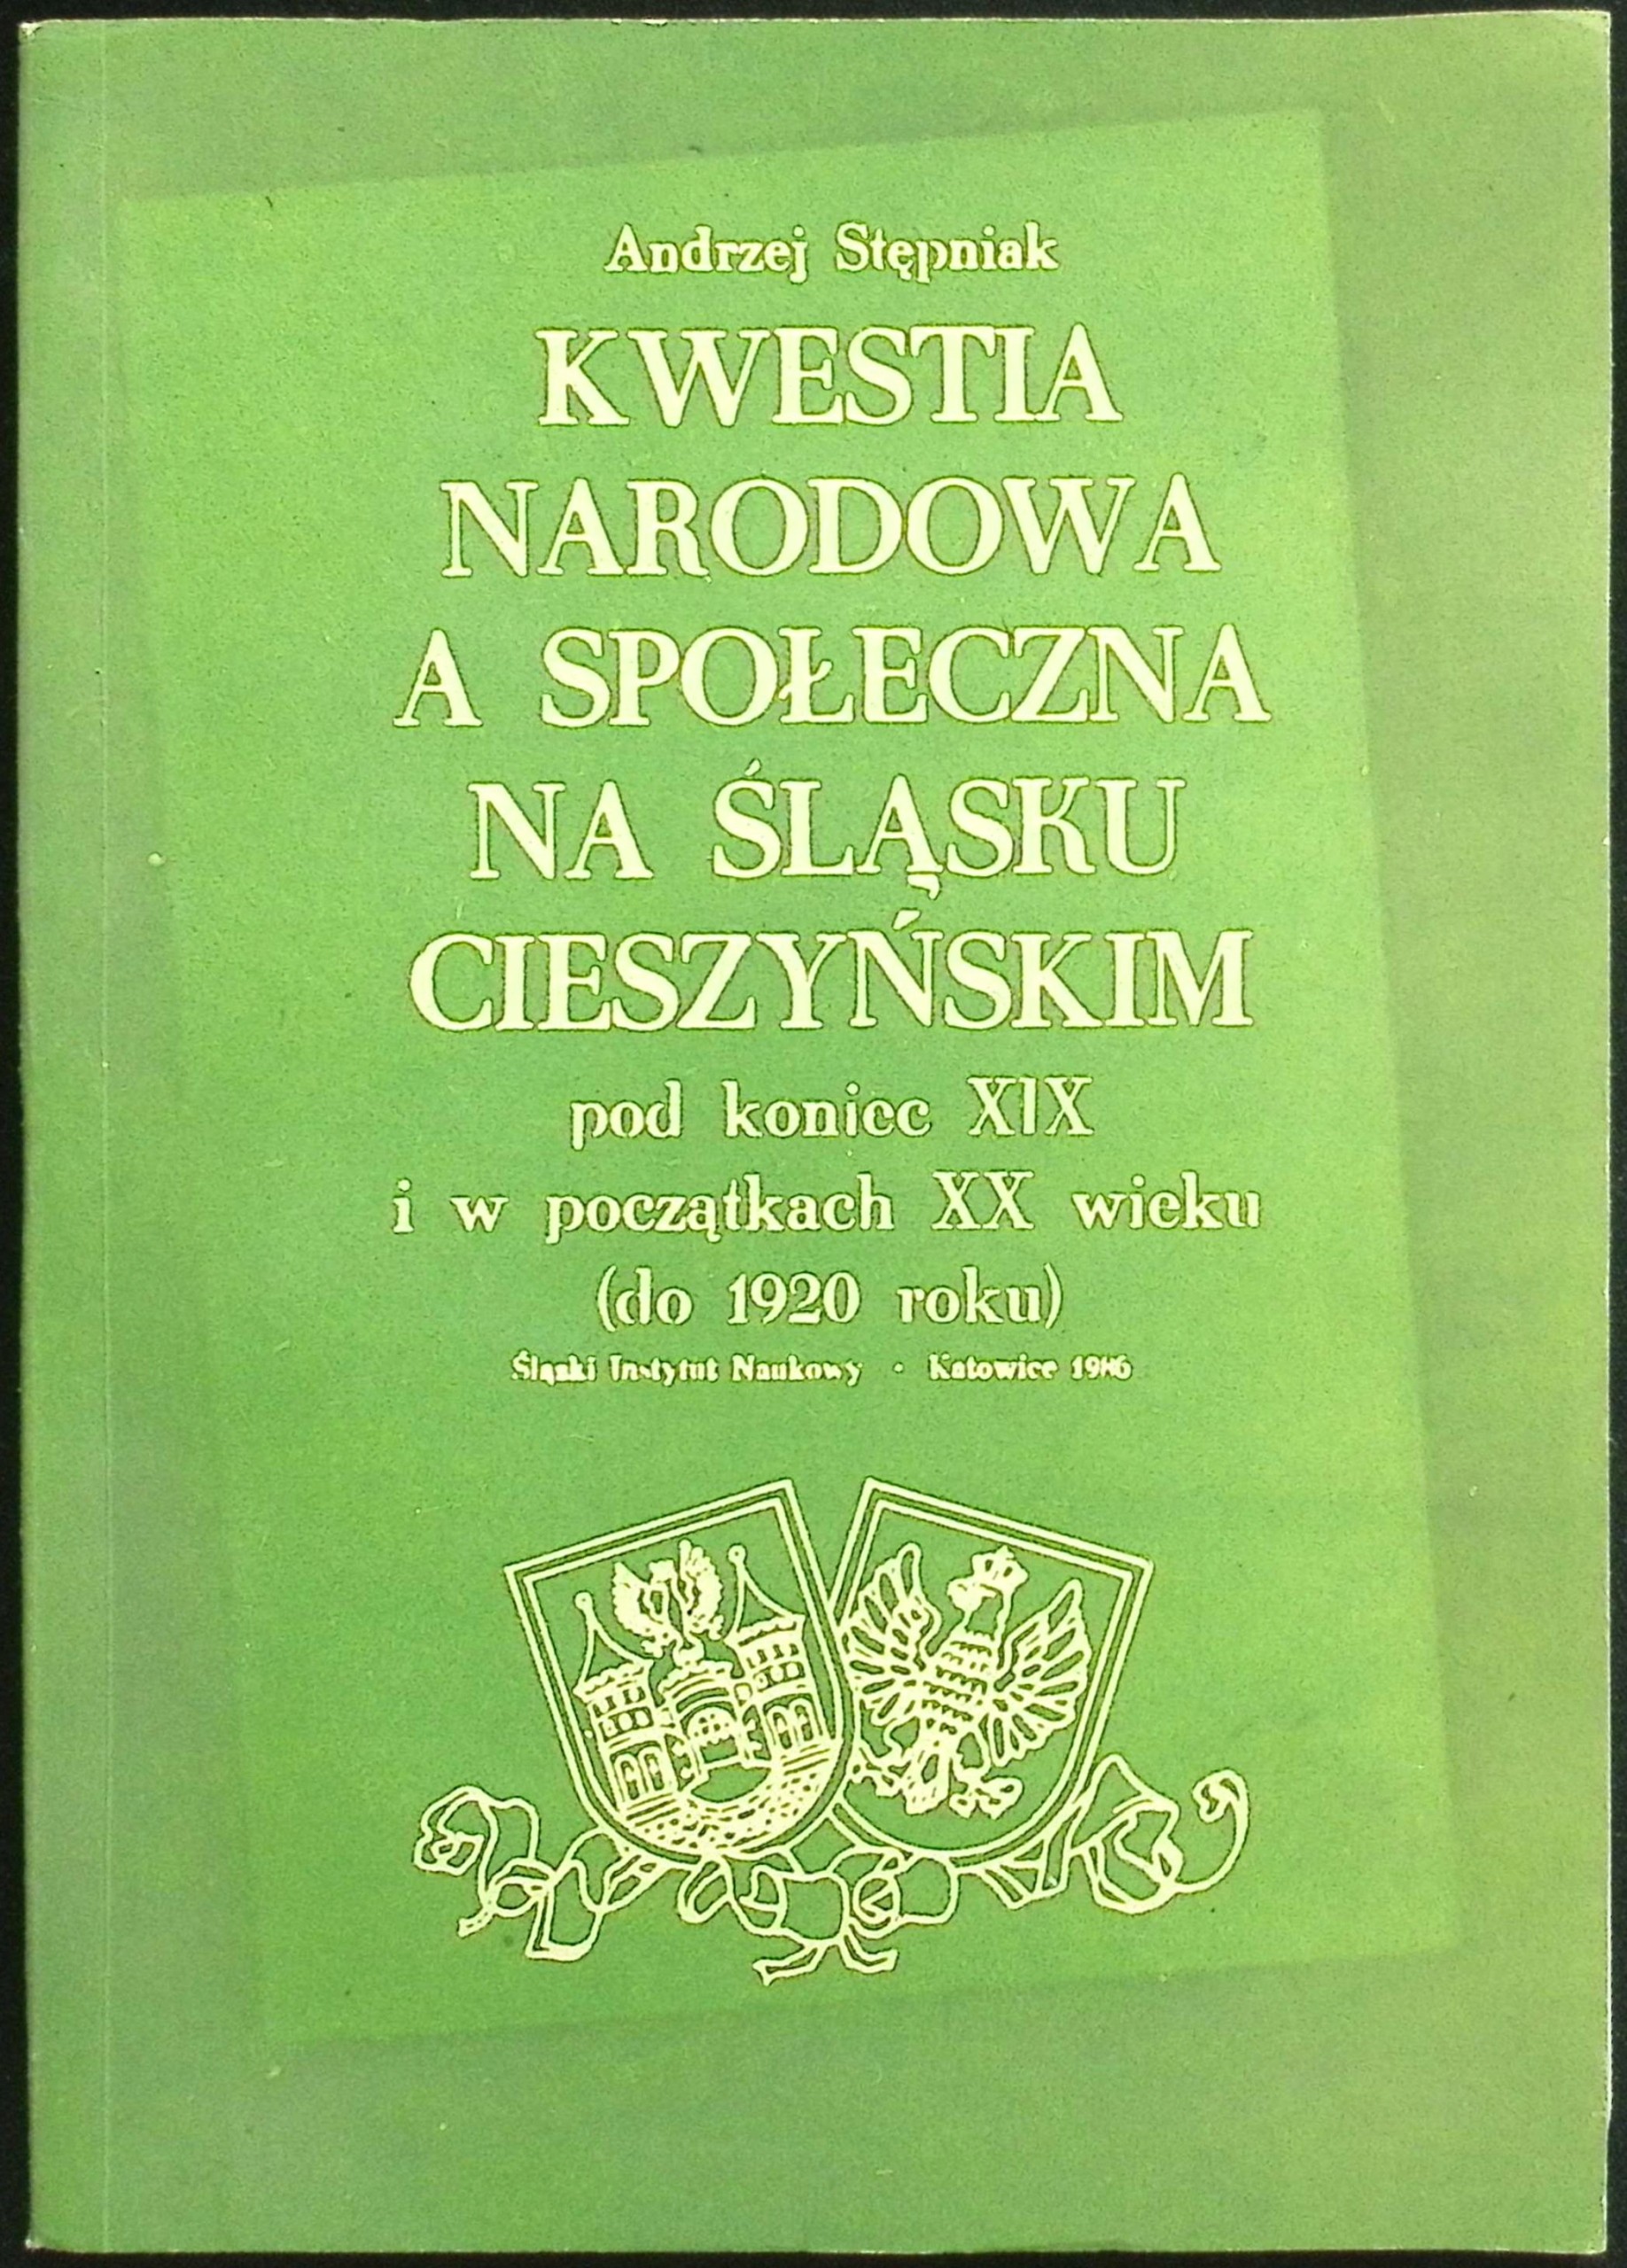 Andrzej Stępniak
KWESTIA
NARODOWA
A SPOŁECZNA
NA ŚLĄSKU
CIESZYŃSKIM
pod koniec XIX
i w początkach XX wieku
(do 1920 roku)
Śląski Instytut Naukowy · Katowice 1986